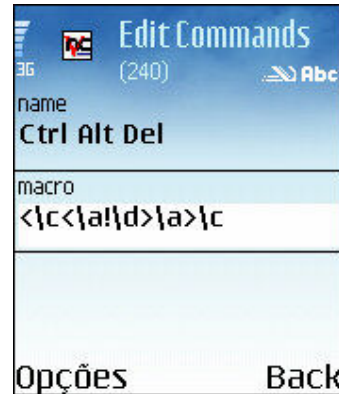 Edit Commands
3G
(240)
Abc
name
Ctrl Alt Del
macro
<\c<\a!\d>\a>\c
Opções
Back